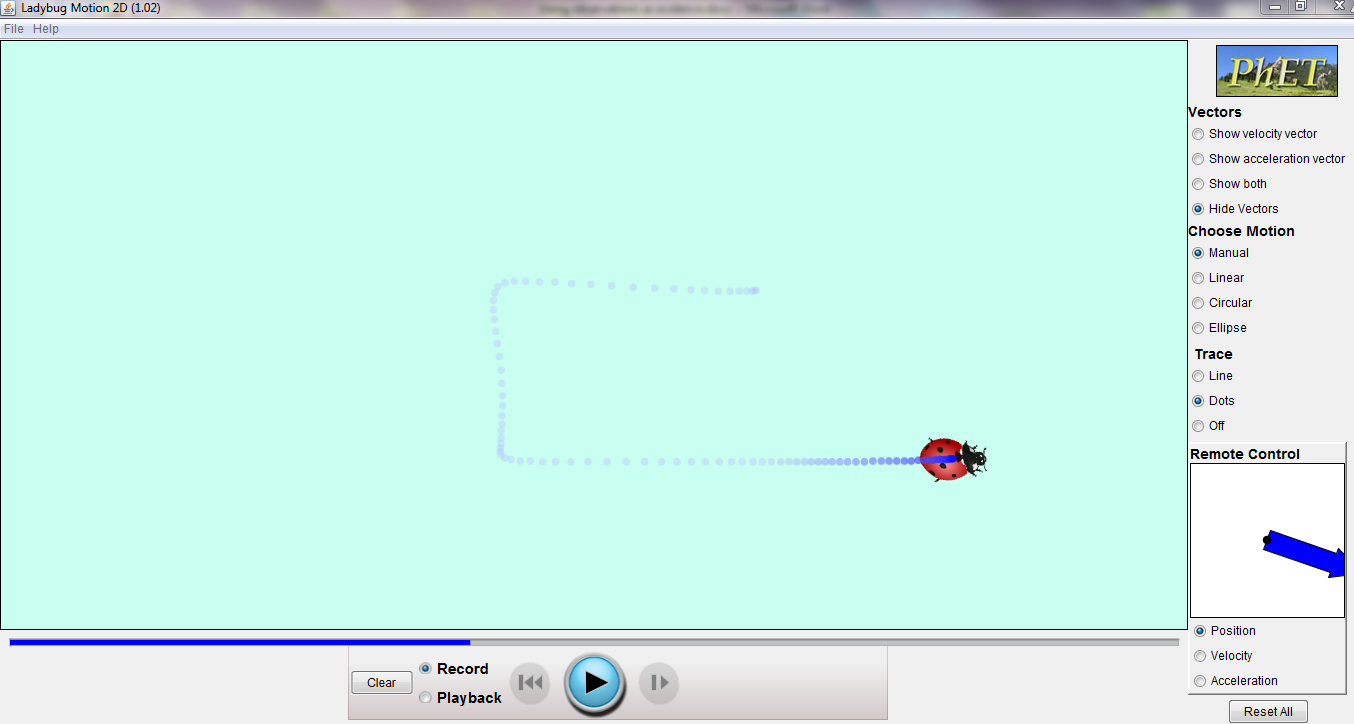 Ladybug Motion 2D (1.02)
File Help
PhET
Vectors
Show velocity vector
Show acceleration vector
Show both
Hide Vectors
Choose Motion
Manual
Linear
Circular
Ellipse
Trace
Line
Dots
Off
Remote Control
Position
Velocity
Acceleration
Reset All
Clear
Record
Playback